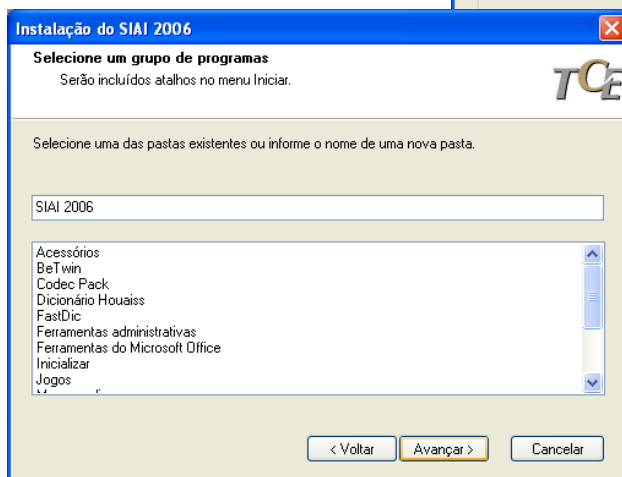 Instalação do SIAI 2006
Selecione um grupo de programas
Serão incluídos atalhos no menu Iniciar.
TCE
Selecione uma das pastas existentes ou informe o nome de uma nova pasta.
SIAI 2006
Acessórios
BeTwin
Codec Pack
Dicionário Houaiss
FastDic
Ferramentas administrativas
Ferramentas do Microsoft Office
Inicializar
Jogos
< Voltar
Avançar >
Cancelar